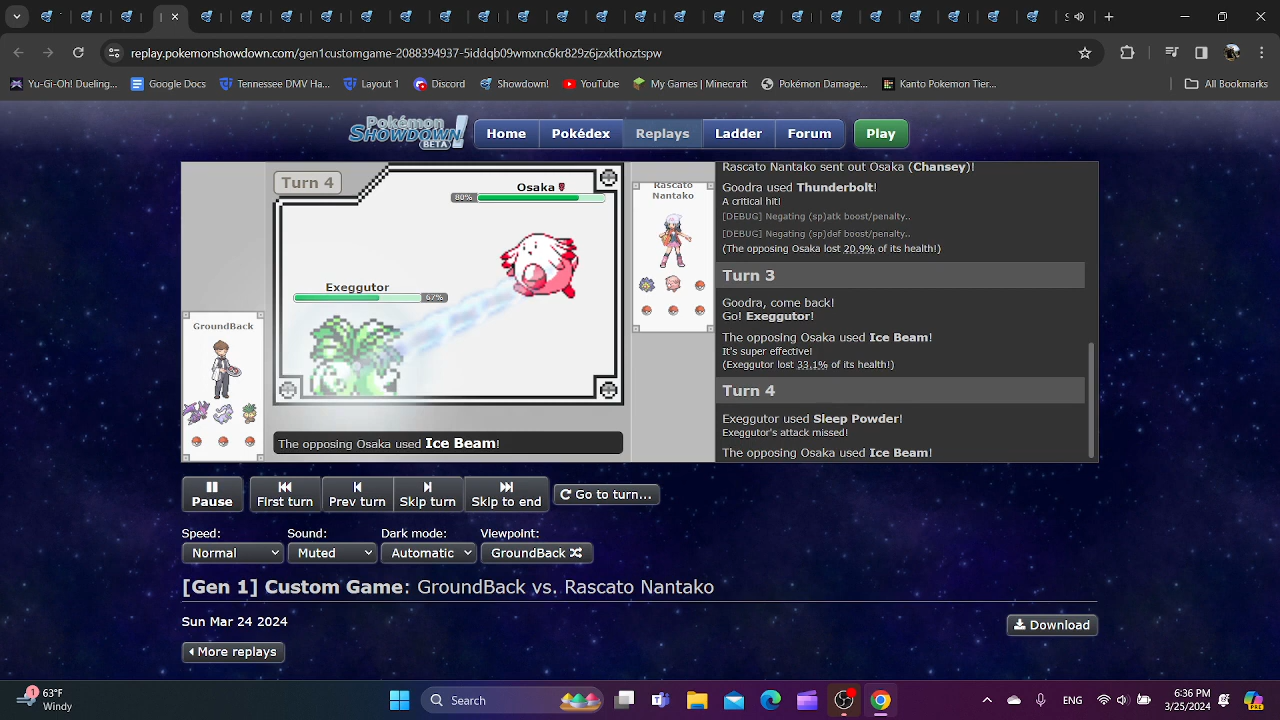 replay.pokemonshowdown.com/gen1customgame-2088394937-5iddqb09wmxnc6kr829z6jzxkthoztspw
Yu-Gi-Oh! Dueling...
Google Docs
Tennessee DMV Ha...
Layout 1
Discord
Showdown!
YouTube
My Games | Minecraft
Pokémon Damage...
Kanto Pokemon Tier...
All Bookmarks
Pokémon
Showdown!
BETA
Home
Pokédex
Replays
Ladder
Forum
Play
Turn 4
Osaka
80%
Exeggutor
67%
GroundBack
Rascato
Nantako
The opposing Osaka used Ice Beam!
Rascato Nantako sent out Osaka (Chansey)!
Goodra used Thunderbolt!
A critical hit!
[DEBUG] Negating (sp)atk boost/penalty..
[DEBUG] Negating (sp)def boost/penalty..
(The opposing Osaka lost 20.9% of its health!)
Turn 3
Goodra, come back!
Go! Exeggutor!
The opposing Osaka used Ice Beam!
It's super effective!
(Exeggutor lost 33.1% of its health!)
Turn 4
Exeggutor used Sleep Powder!
Exeggutor's attack missed!
The opposing Osaka used Ice Beam!
Pause
First turn
Prev turn
Skip turn
Skip to end
Go to turn...
Speed:
Sound:
Dark mode:
Viewpoint:
Normal
Muted
Automatic
GroundBack
[Gen 1] Custom Game: GroundBack vs. Rascato Nantako
Sun Mar 24 2024
Download
More replays
1
63°F
Windy
Search
ENG
6:36 PM
3/25/2024
PRE